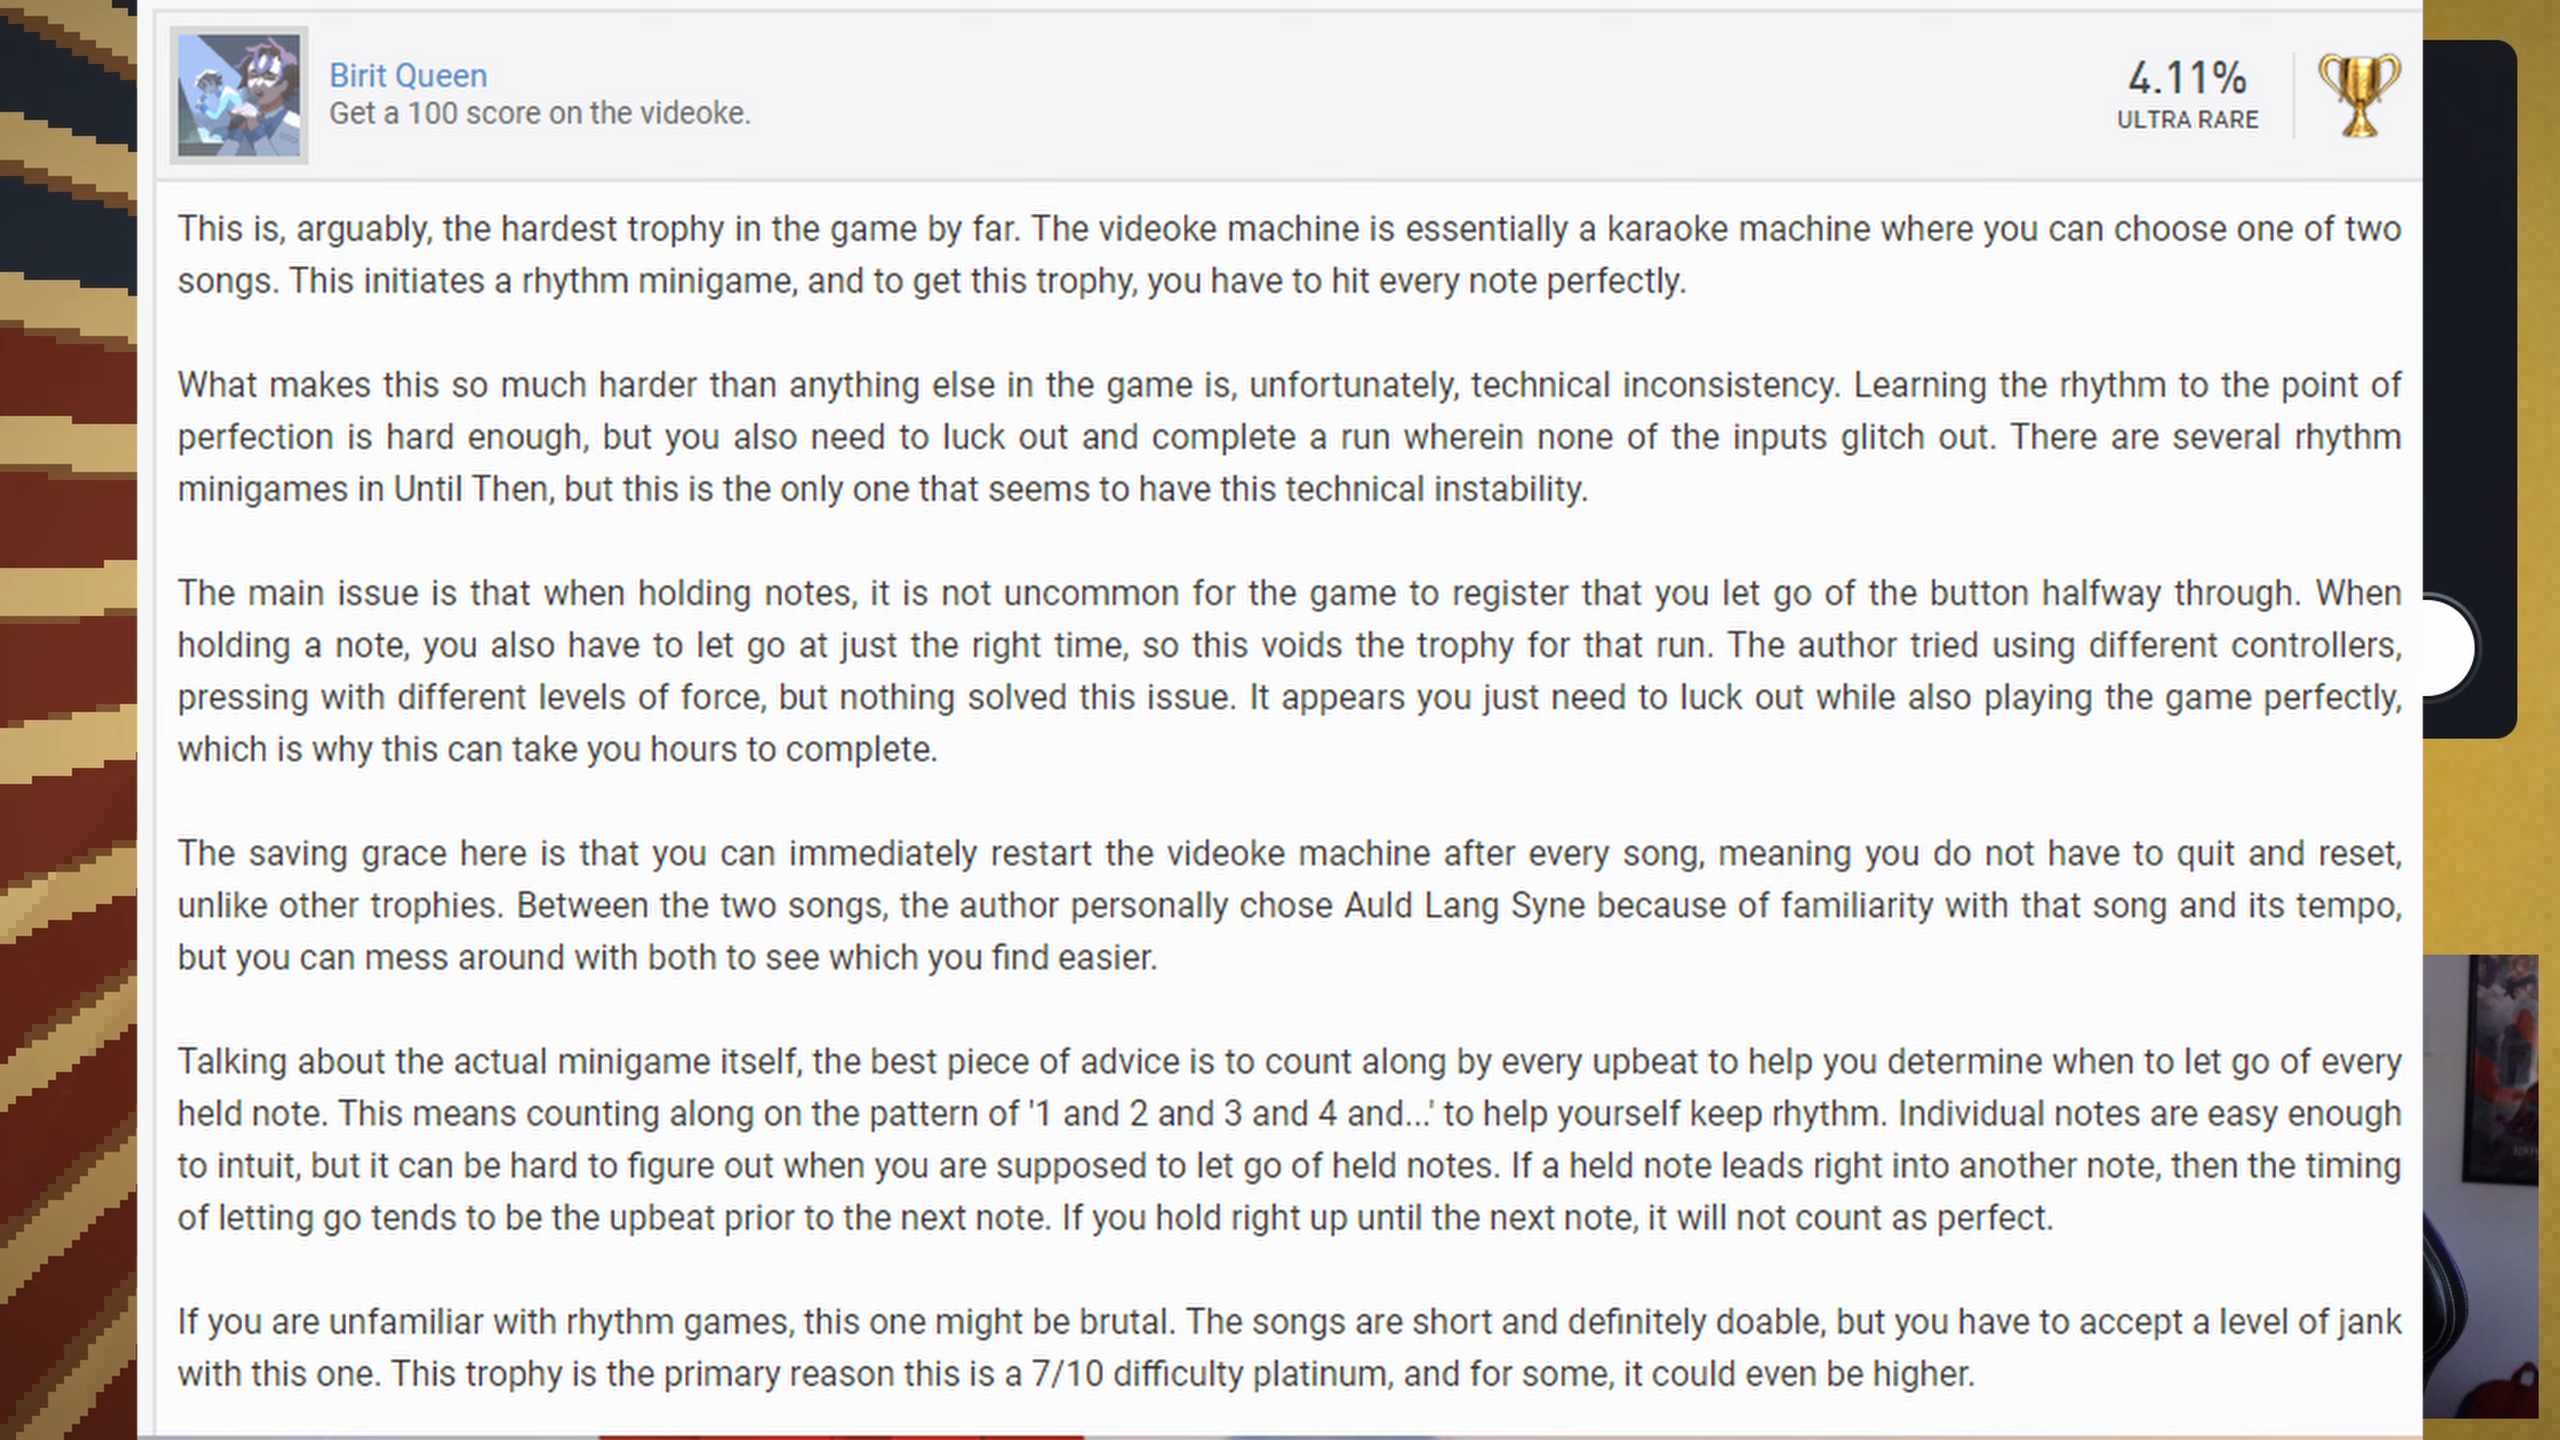 Birit Queen
Get a 100 score on the videoke.
4.11%
ULTRA RARE
This is, arguably, the hardest trophy in the game by far. The videoke machine is essentially a karaoke machine where you can choose one of two
songs. This initiates a rhythm minigame, and to get this trophy, you have to hit every note perfectly.
What makes this so much harder than anything else in the game is, unfortunately, technical inconsistency. Learning the rhythm to the point of
perfection is hard enough, but you also need to luck out and complete a run wherein none of the inputs glitch out. There are several rhythm
minigames in Until Then, but this is the only one that seems to have this technical instability.
The main issue is that when holding notes, it is not uncommon for the game to register that you let go of the button halfway through. When
holding a note, you also have to let go at just the right time, so this voids the trophy for that run. The author tried using different controllers,
pressing with different levels of force, but nothing solved this issue. It appears you just need to luck out while also playing the game perfectly,
which is why this can take you hours to complete.
The saving grace here is that you can immediately restart the videoke machine after every song, meaning you do not have to quit and reset,
unlike other trophies. Between the two songs, the author personally chose Auld Lang Syne because of familiarity with that song and its tempo,
but you can mess around with both to see which you find easier.
Talking about the actual minigame itself, the best piece of advice is to count along by every upbeat to help you determine when to let go of every
held note. This means counting along on the pattern of '1 and 2 and 3 and 4 and...' to help yourself keep rhythm. Individual notes are easy enough
to intuit, but it can be hard to figure out when you are supposed to let go of held notes. If a held note leads right into another note, then the timing
of letting go tends to be the upbeat prior to the next note. If you hold right up until the next note, it will not count as perfect.
If you are unfamiliar with rhythm games, this one might be brutal. The songs are short and definitely doable, but you have to accept a level of jank
with this one. This trophy is the primary reason this is a 7/10 difficulty platinum, and for some, it could even be higher.